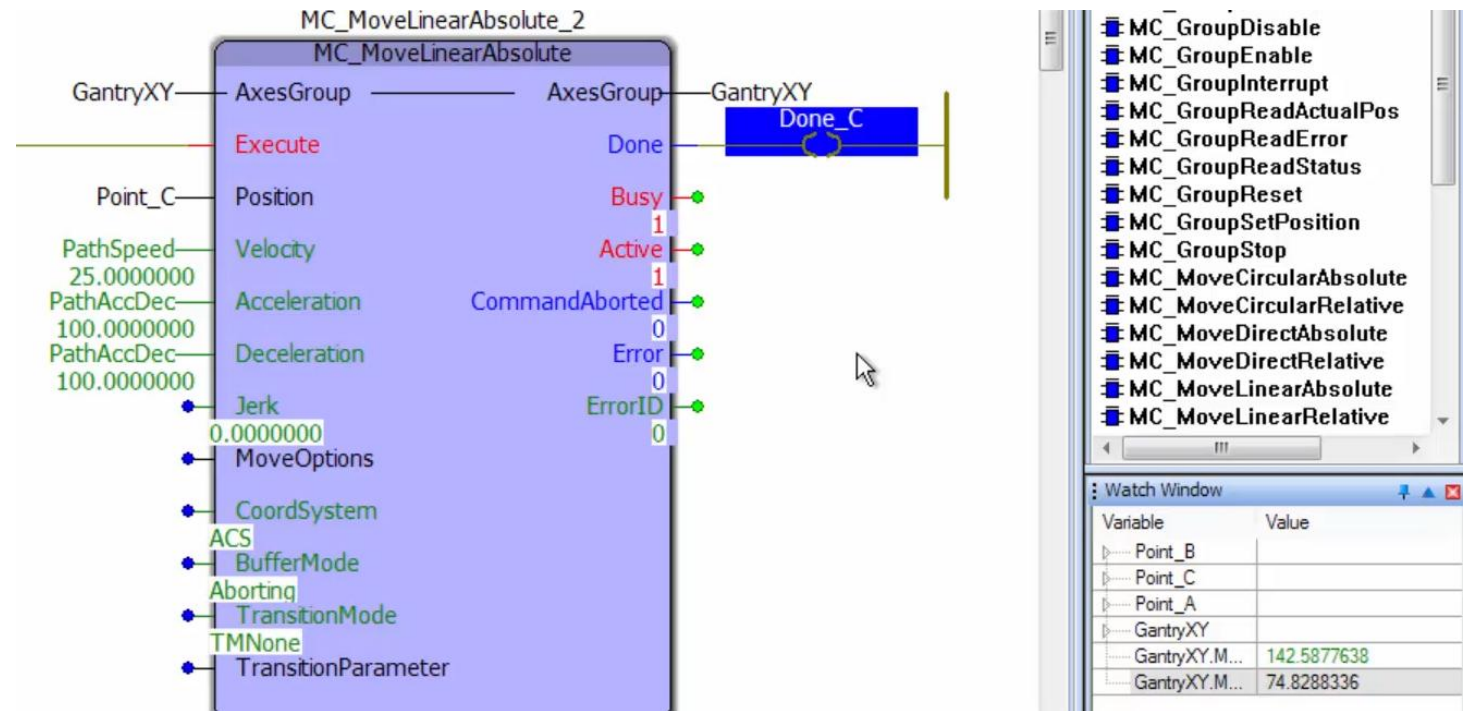 MC_MoveLinearAbsolute_2
MC_MoveLinearAbsolute
GantryXY AxesGroup AxesGroup GantryXY
Done_C
Execute Done
Point_C Position Busy
1
PathSpeed Velocity Active
25.0000000 1
PathAccDec Acceleration CommandAborted
100.0000000 0
PathAccDec Deceleration Error
100.0000000 0
Jerk ErrorID
0.0000000 0
MoveOptions
CoordSystem
ACS
BufferMode
Aborting
TransitionMode
TMNone
TransitionParameter
MC_GroupDisable
MC_GroupEnable
MC_GroupInterrupt
MC_GroupReadActualPos
MC_GroupReadError
MC_GroupReadStatus
MC_GroupReset
MC_GroupSetPosition
MC_GroupStop
MC_MoveCircularAbsolute
MC_MoveCircularRelative
MC_MoveDirectAbsolute
MC_MoveDirectRelative
MC_MoveLinearAbsolute
MC_MoveLinearRelative
Watch Window
Variable Value
Point_B
Point_C
Point_A
GantryXY
GantryXY.M... 142.5877638
GantryXY.M... 74.8288336